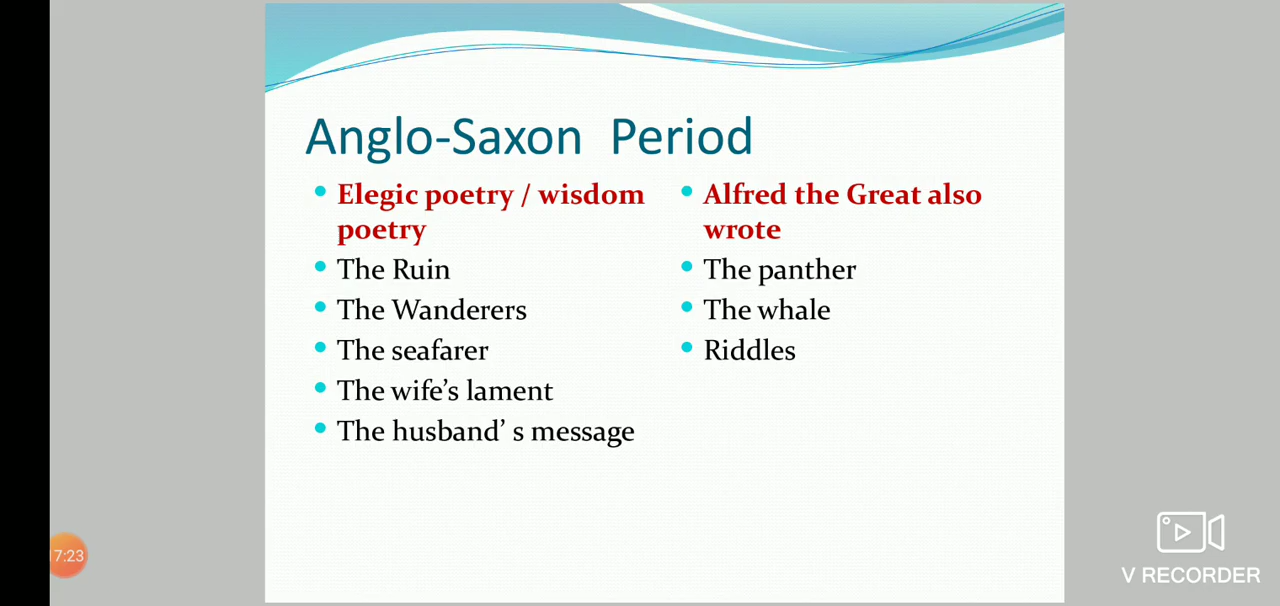 Anglo-Saxon Period
Elegic poetry / wisdom
poetry
The Ruin
The Wanderers
The seafarer
The wife’s lament
The husband’ s message
Alfred the Great also
wrote
The panther
The whale
Riddles
17:23
V RECORDER